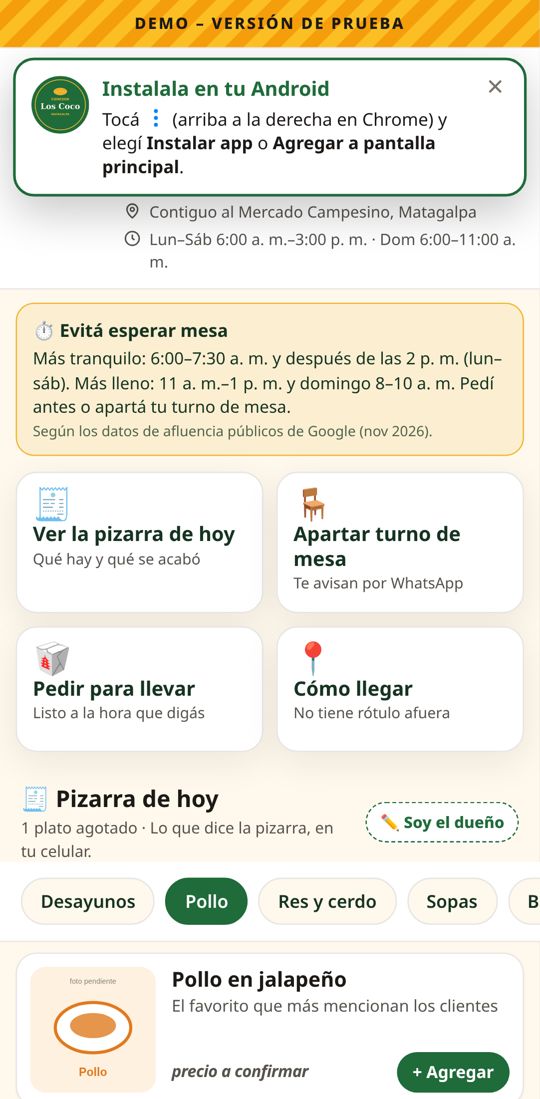 DEMO – VERSIÓN DE PRUEBA
Instalala en tu Android
Los Coco
Tocá ⋮ (arriba a la derecha en Chrome) y
elegí Instalar app o Agregar a pantalla
principal.
Contiguo al Mercado Campesino, Matagalpa
Lun–Sáb 6:00 a. m.–3:00 p. m. · Dom 6:00–11:00 a.
m.
Evitá esperar mesa
Más tranquilo: 6:00–7:30 a. m. y después de las 2 p. m. (lun–
sáb). Más lleno: 11 a. m.–1 p. m. y domingo 8–10 a. m. Pedí
antes o apartá tu turno de mesa.
Según los datos de afluencia públicos de Google (nov 2026).
Ver la pizarra de hoy
Qué hay y qué se acabó
Apartar turno de
mesa
Te avisan por WhatsApp
Pedir para llevar
Listo a la hora que digás
Cómo llegar
No tiene rótulo afuera
Pizarra de hoy
1 plato agotado · Lo que dice la pizarra, en
tu celular.
Soy el dueño
Desayunos
Pollo
Res y cerdo
Sopas
B
foto pendiente
Pollo
Pollo en jalapeño
El favorito que más mencionan los clientes
precio a confirmar
+ Agregar